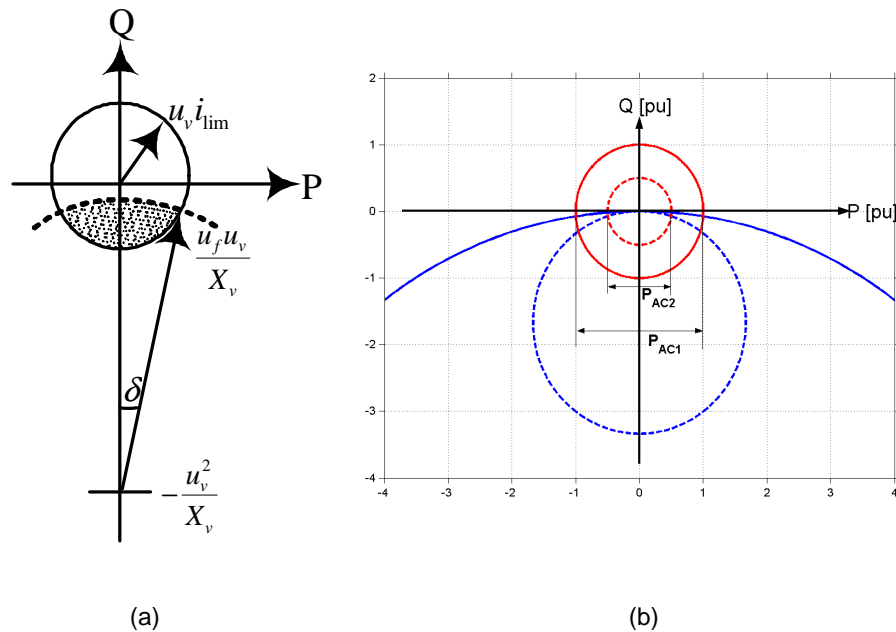 Q
u_v i_lim
P
u_f u_v
X_v
δ
-u_v^2
X_v
(a)
2
1
0
-1
-2
-3
-4
-4 -3 -2 -1 0 1 2 3 4
Q [pu]
P [pu]
P_AC2
P_AC1
(b)